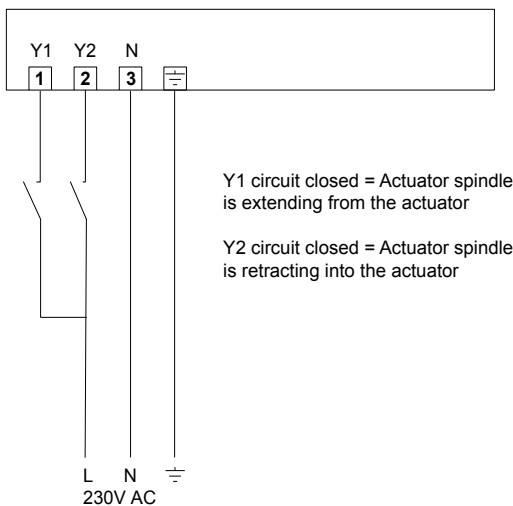 Y1 Y2 N
1 2 3
Y1 circuit closed = Actuator spindle
is extending from the actuator
Y2 circuit closed = Actuator spindle
is retracting into the actuator
L N
230V AC